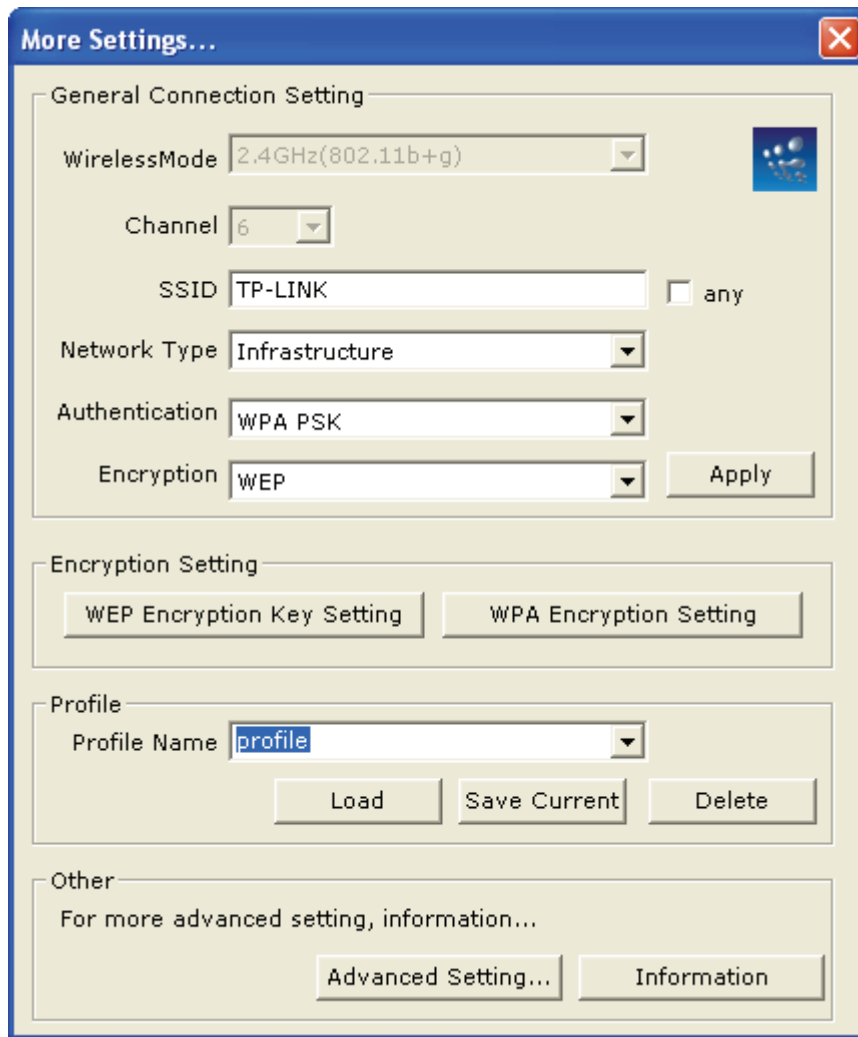 More Settings...
General Connection Setting
WirelessMode 2.4GHz(802.11b+g)
Channel 6
SSID TP-LINK any
Network Type Infrastructure
Authentication WPA PSK
Encryption WEP Apply
Encryption Setting
WEP Encryption Key Setting WPA Encryption Setting
Profile
Profile Name profile
Load Save Current Delete
Other
For more advanced setting, information...
Advanced Setting... Information